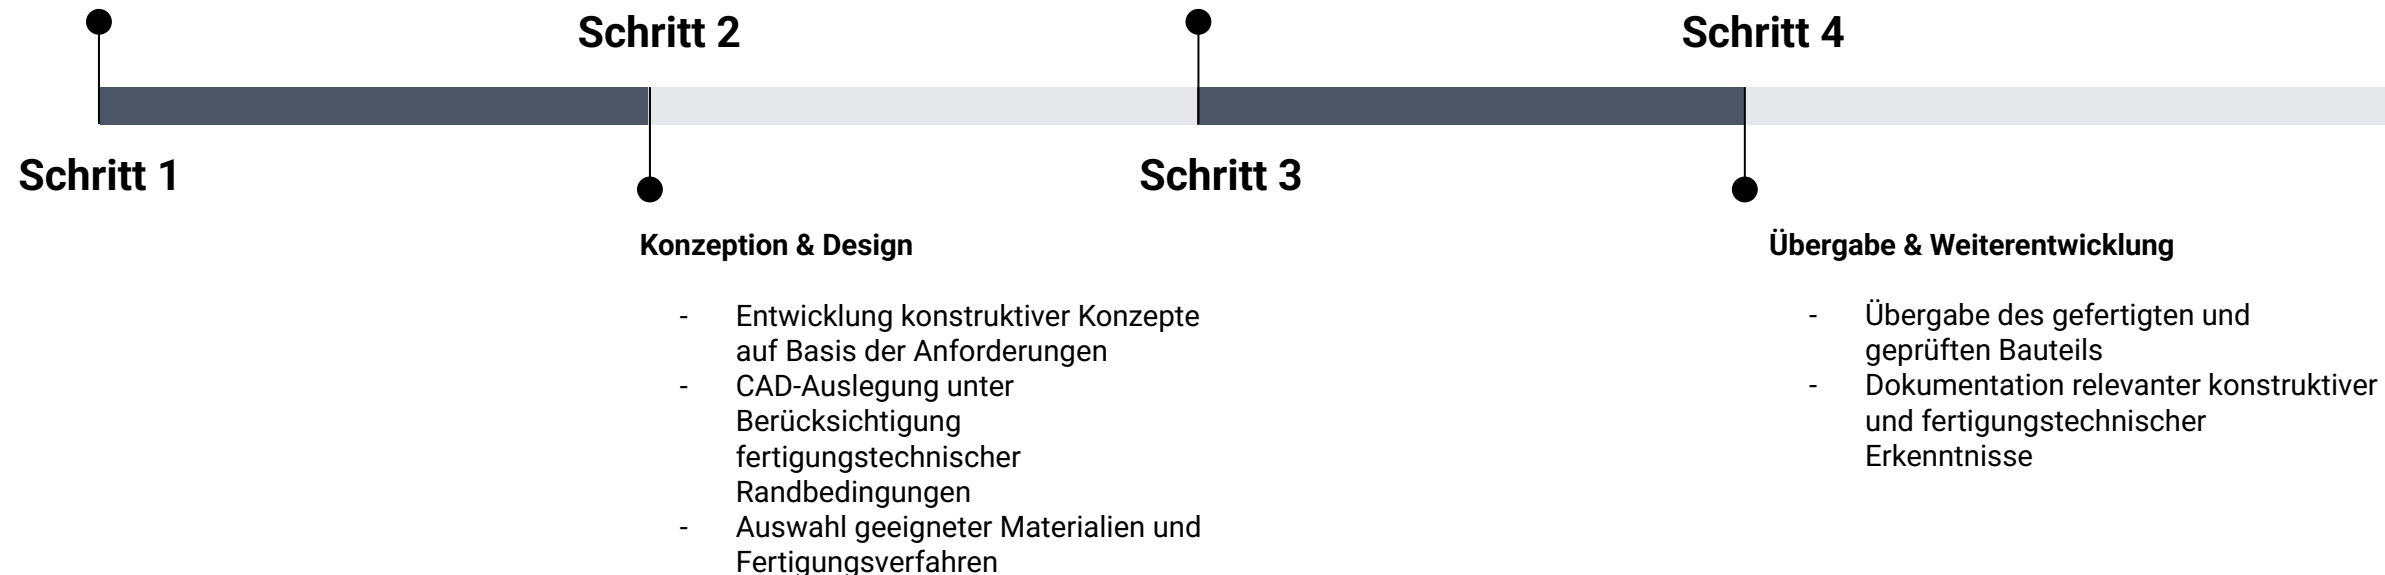 Schritt 2
Schritt 4
Schritt 1
Schritt 3
Konzeption & Design
- Entwicklung konstruktiver Konzepte
auf Basis der Anforderungen
- CAD-Auslegung unter
Berücksichtigung
fertigungstechnischer
Randbedingungen
- Auswahl geeigneter Materialien und
Fertigungsverfahren
Übergabe & Weiterentwicklung
- Übergabe des gefertigten und
geprüften Bauteils
- Dokumentation relevanter konstruktiver
und fertigungstechnischer
Erkenntnisse